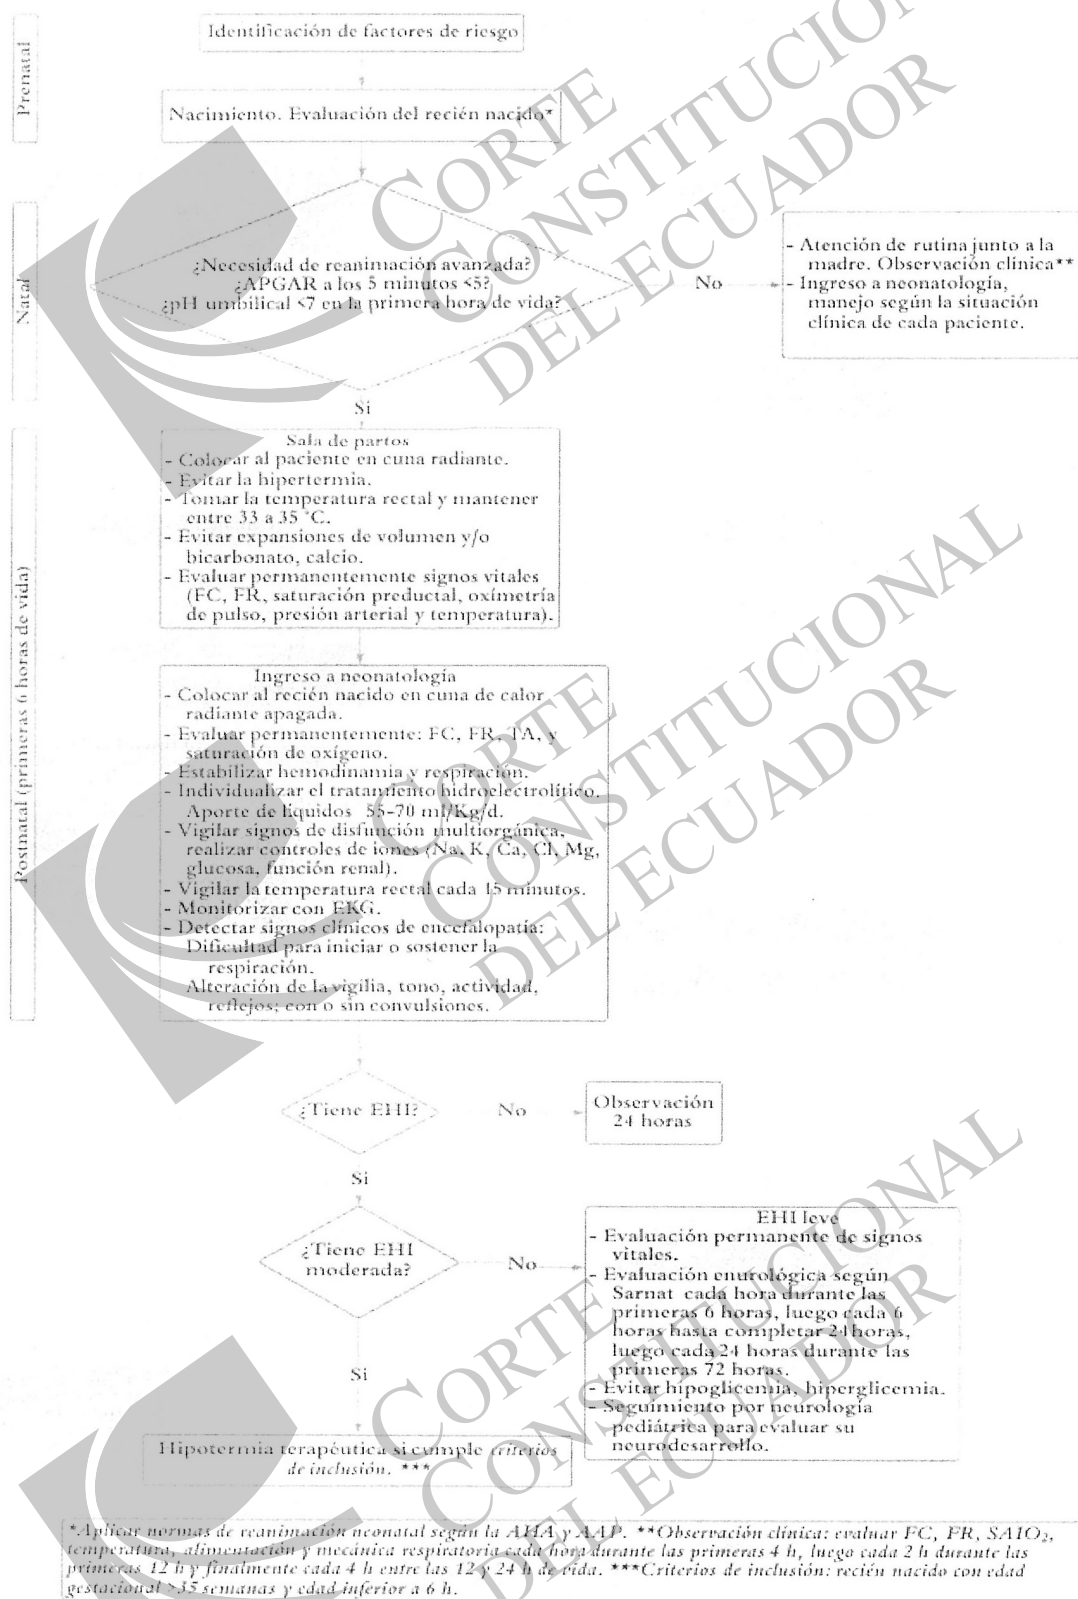 Prenatal
Identificación de factores de riesgo
Nacimiento. Evaluación del recién nacido*
Natal
¿Necesidad de reanimación avanzada?
¿APGAR a los 5 minutos <5?
¿pH umbilical <7 en la primera hora de vida?
No
- Atención de rutina junto a la
madre. Observación clínica**
- Ingreso a neonatología,
manejo según la situación
clínica de cada paciente.
Si
Postnatal (primeras 6 horas de vida)
Sala de partos
- Colocar al paciente en cuna radiante.
- Evitar la hipertermia.
- Tomar la temperatura rectal y mantener
entre 33 a 35 °C.
- Evitar expansiones de volumen y/o
bicarbonato, calcio.
- Evaluar permanentemente signos vitales
(FC, FR, saturación preductal, oximetría
de pulso, presión arterial y temperatura).
Ingreso a neonatología
- Colocar al recién nacido en cuna de calor
radiante apagada.
- Evaluar permanentemente: FC, FR, TA, y
saturación de oxígeno.
- Estabilizar hemodinamia y respiración.
- Individualizar el tratamiento hidroelectrolítico.
Aporte de líquidos 55-70 ml/Kg/d.
- Vigilar signos de disfunción multiorgánica,
realizar controles de iones (Na, K, Ca, Cl, Mg,
glucosa, función renal).
- Vigilar la temperatura rectal cada 15 minutos.
- Monitorizar con EKG.
- Detectar signos clínicos de encefalopatía:
Dificultad para iniciar o sostener la
respiración.
Alteración de la vigilia, tono, actividad,
reflejos; con o sin convulsiones.
¿Tiene EHI?
No
Observación
24 horas
Si
¿Tiene EHI
moderada?
No
EHI leve
- Evaluación permanente de signos
vitales.
- Evaluación enurológica según
Sarnat cada hora durante las
primeras 6 horas, luego cada 6
horas hasta completar 24 horas,
luego cada 24 horas durante las
primeras 72 horas.
- Evitar hipoglicemia, hiperglicemia.
- Seguimiento por neurología
pediátrica para evaluar su
neurodesarrollo.
Si
Hipotermia terapéutica si cumple criterios
de inclusión. ***
*Aplicar normas de reanimación neonatal según la AHA y AAP. **Observación clínica: evaluar FC, FR, SATO₂,
temperatura, alimentación y mecánica respiratoria cada hora durante las primeras 4 h, luego cada 2 h durante las
primeras 12 h y finalmente cada 4 h entre las 12 y 24 h de vida. ***Criterios de inclusión: recién nacido con edad
gestacional >35 semanas y edad inferior a 6 h.
CORTE
CONSTITUCIONAL
DEL ECUADOR
CORTE
CONSTITUCIONAL
DEL ECUADOR
CORTE
CONSTITUCIONAL
DEL ECUADOR